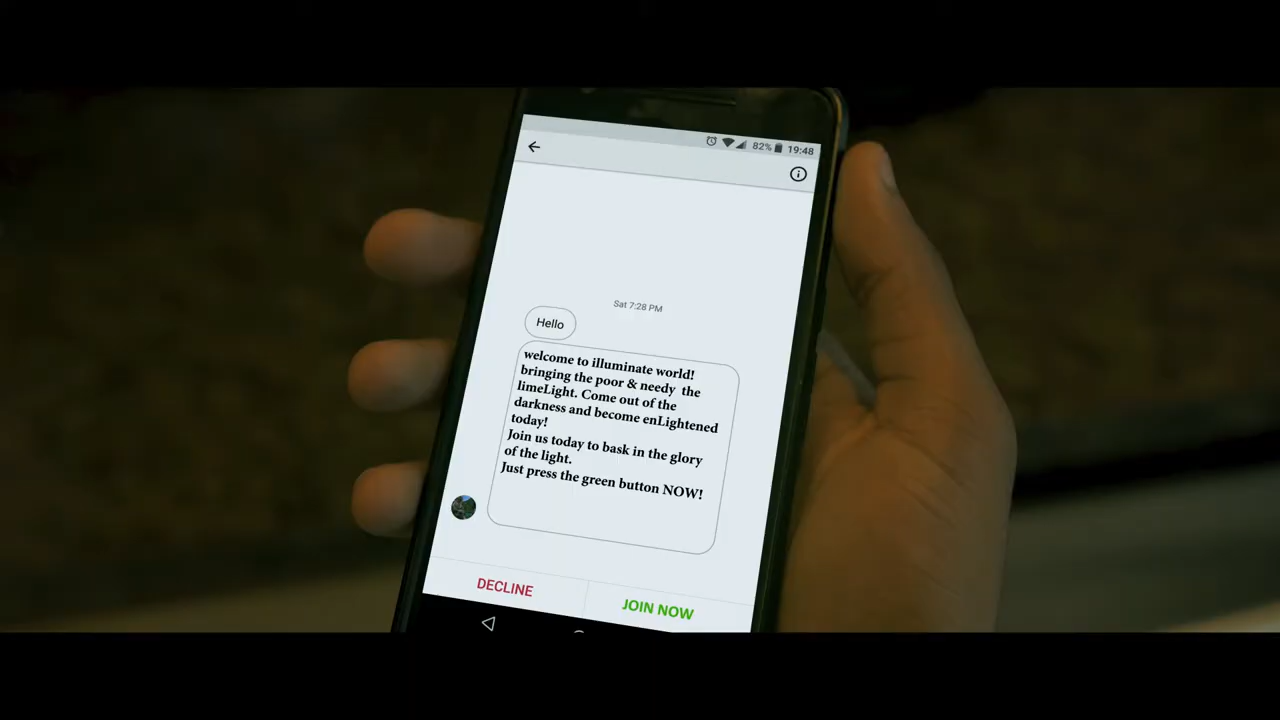 82% 19:48
Sat 7:28 PM
Hello
welcome to illuminate world!
bringing the poor & needy the
limeLight. Come out of the
darkness and become enLightened
today!
Join us today to bask in the glory
of the light.
Just press the green button NOW!
DECLINE JOIN NOW